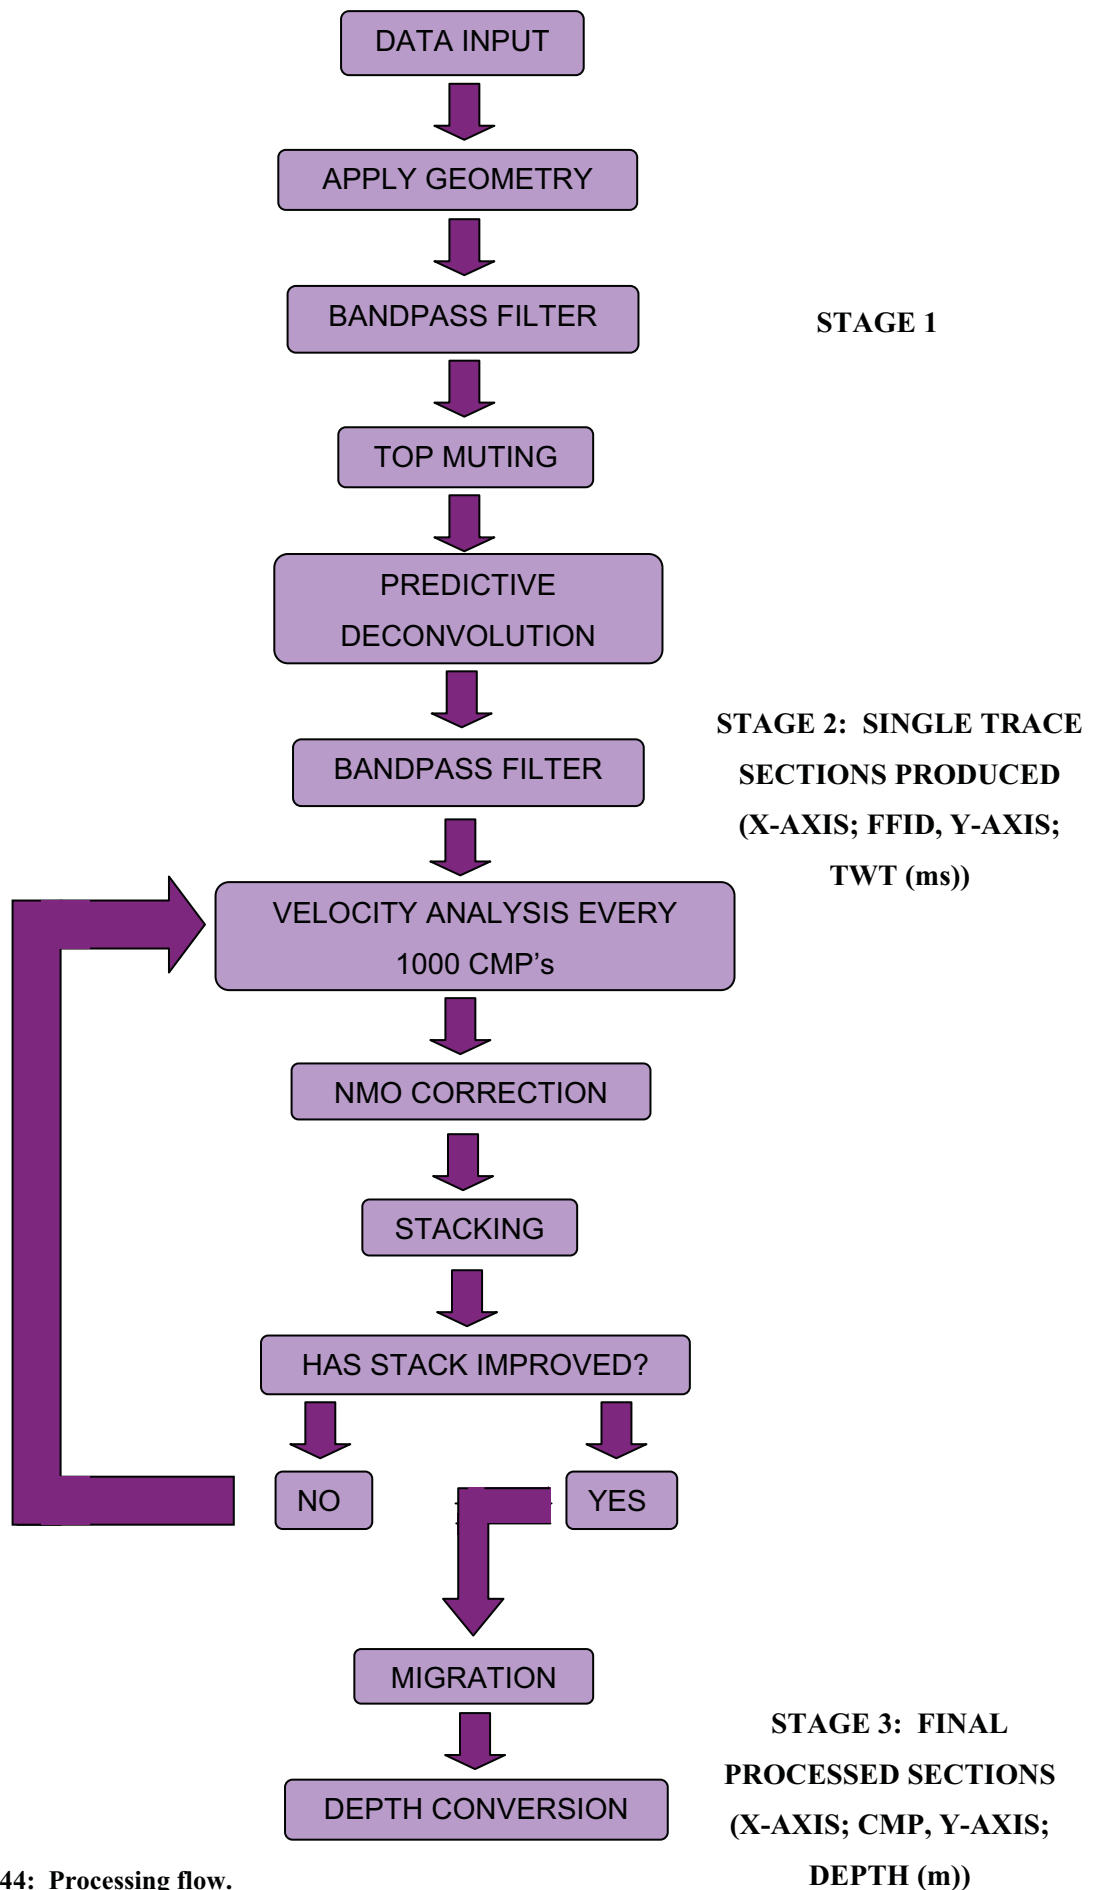 DATA INPUT
APPLY GEOMETRY
BANDPASS FILTER
STAGE 1
TOP MUTING
PREDICTIVE
DECONVOLUTION
BANDPASS FILTER
STAGE 2: SINGLE TRACE
SECTIONS PRODUCED
(X-AXIS; FFID, Y-AXIS;
TWT (ms))
VELOCITY ANALYSIS EVERY
1000 CMP's
NMO CORRECTION
STACKING
HAS STACK IMPROVED?
NO
YES
MIGRATION
DEPTH CONVERSION
STAGE 3: FINAL
PROCESSED SECTIONS
(X-AXIS; CMP, Y-AXIS;
DEPTH (m))
44: Processing flow.